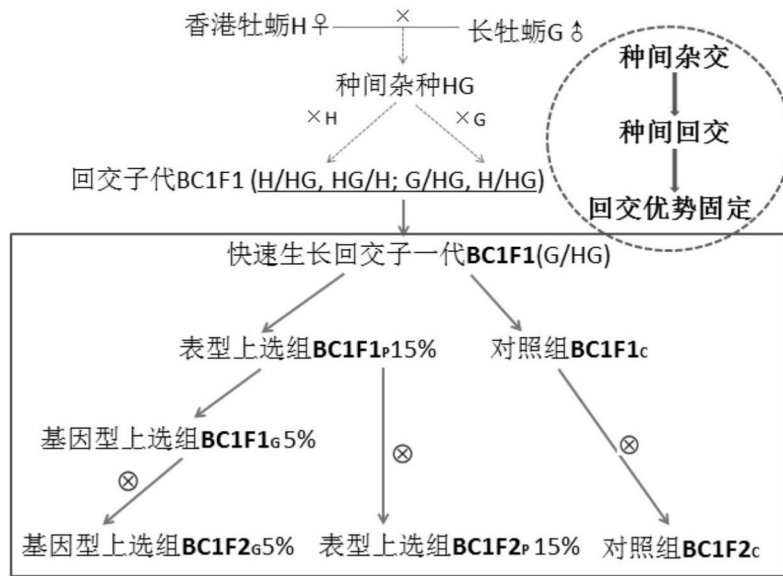 香港牡蛎H♀ × 长牡蛎G♂
种间杂种HG
×H ×G
回交子代BC1F1 (H/HG, HG/H; G/HG, H/HG)
种间杂交
种间回交
回交优势固定
快速生长回交子一代BC1F1(G/HG)
表型上选组BC1F1P15% 对照组BC1F1C
基因型上选组BC1F1G5%
⊗ ⊗ ⊗
基因型上选组BC1F2G5% 表型上选组BC1F2P 15% 对照组BC1F2C